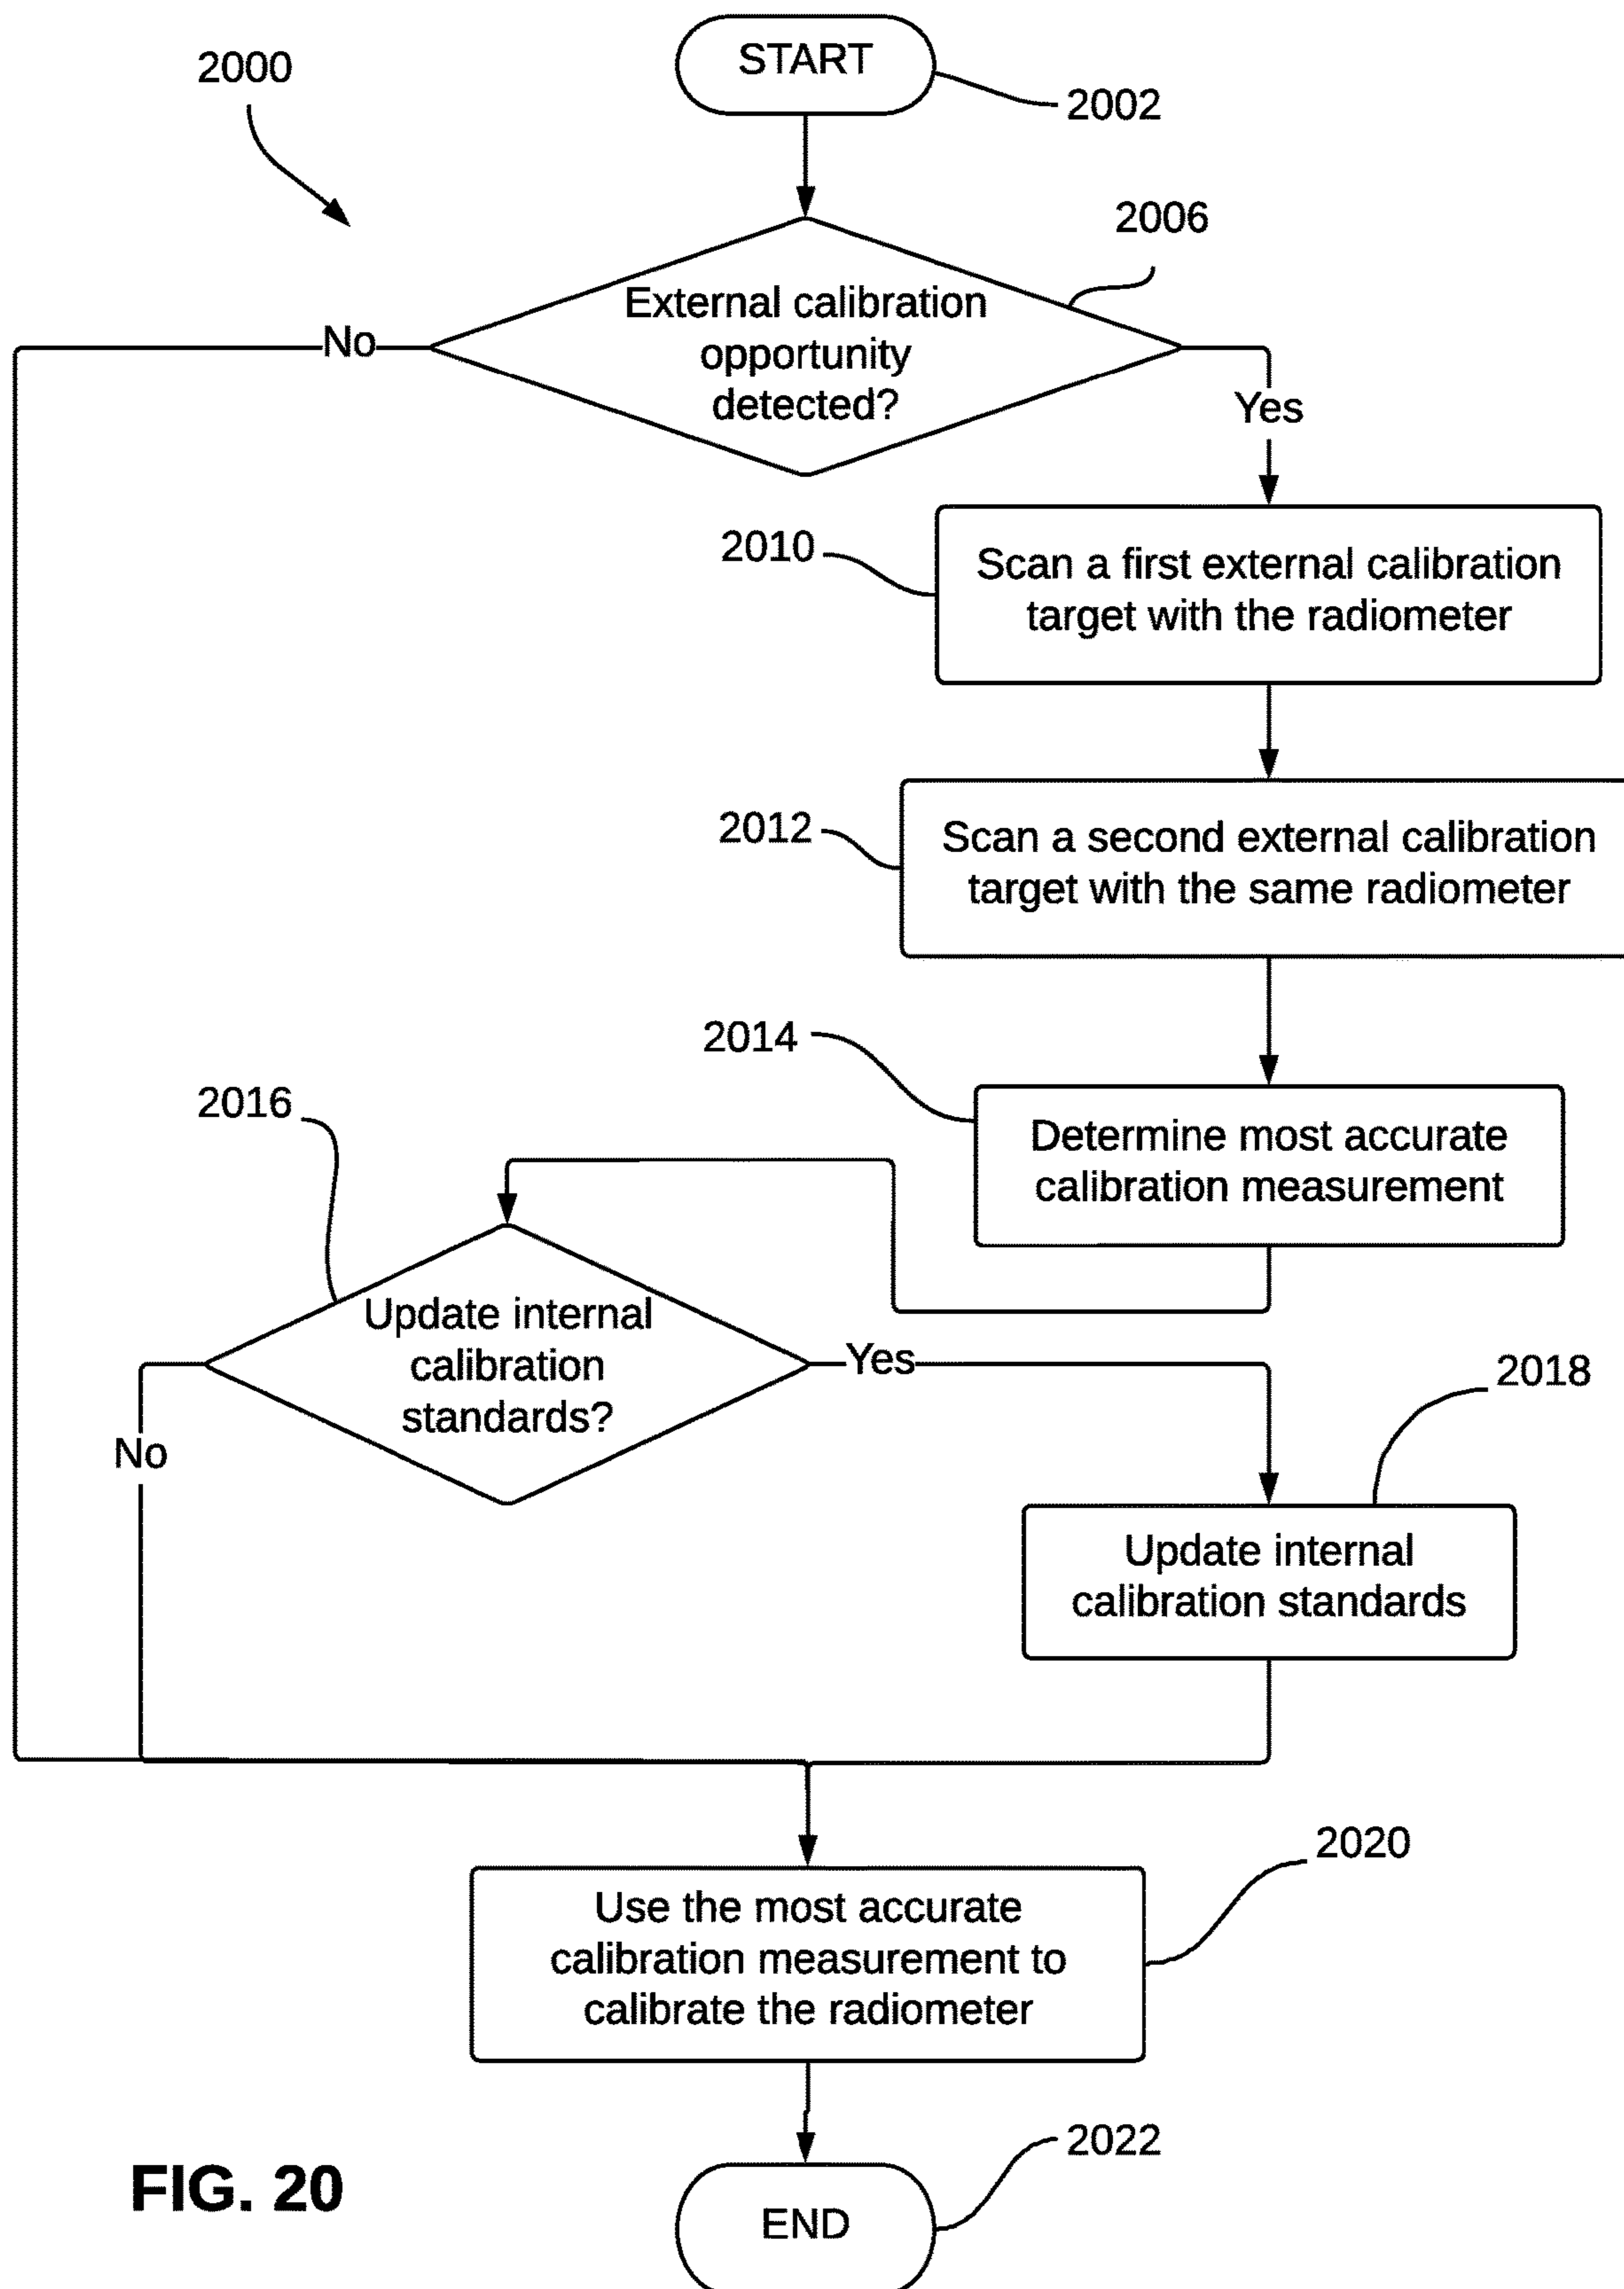 START
2000
2002
2006
External calibration
opportunity
detected?
No
Yes
2010
Scan a first external calibration
target with the radiometer
2012
Scan a second external calibration
target with the same radiometer
2014
Determine most accurate
calibration measurement
2016
Update internal
calibration
standards?
Yes
No
2018
Update internal
calibration standards
2020
Use the most accurate
calibration measurement to
calibrate the radiometer
2022
END
FIG. 20